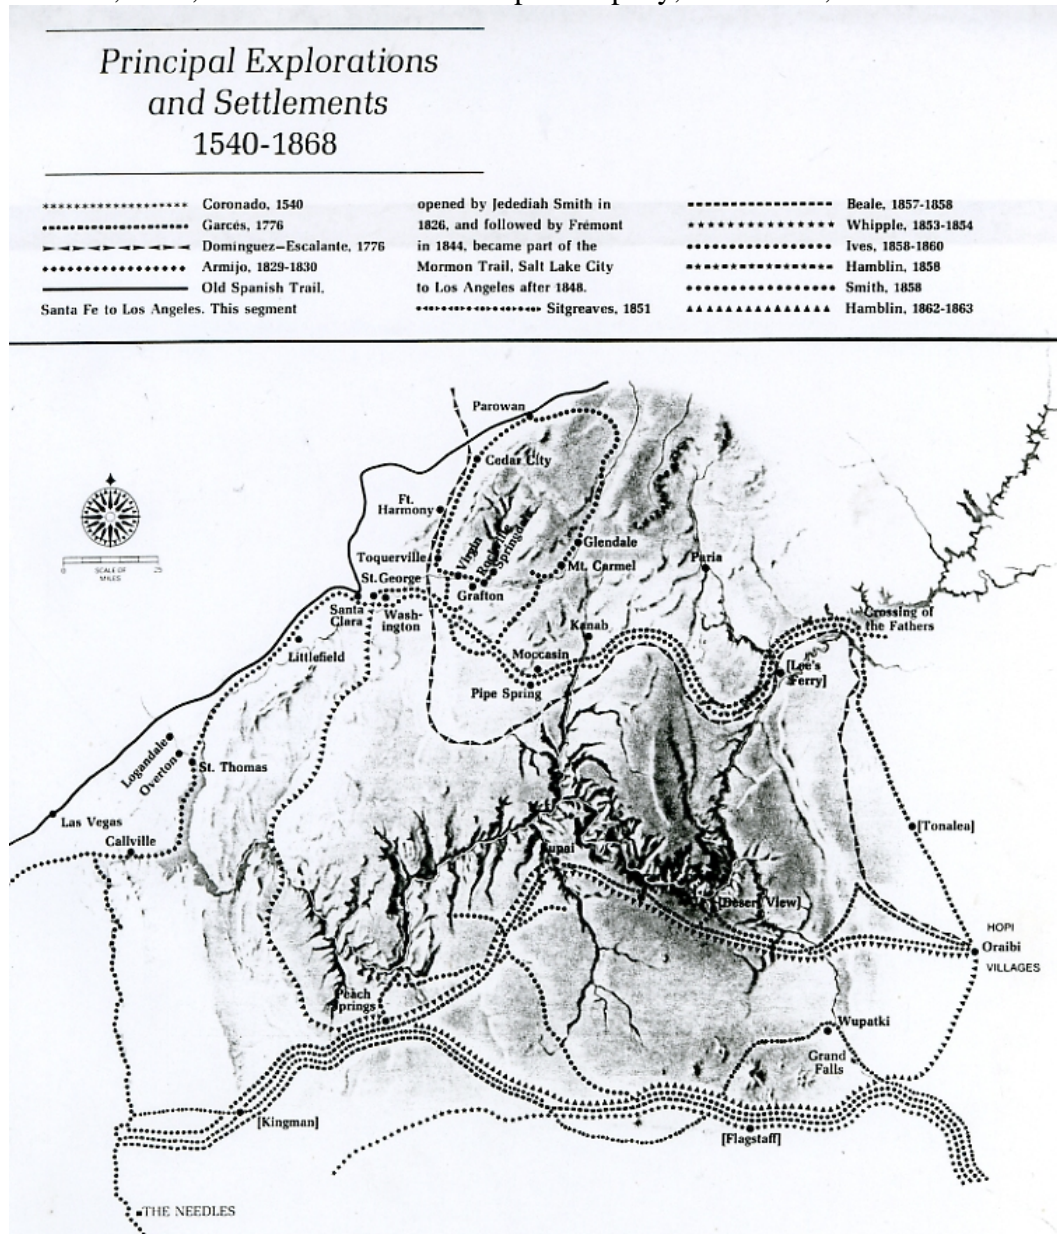 Principal Explorations
and Settlements
1540-1868
Coronado, 1540
Garcés, 1776
Dominguez-Escalante, 1776
Armijo, 1829-1830
Old Spanish Trail,
Santa Fe to Los Angeles. This segment
opened by Jedediah Smith in
1826, and followed by Frémont
in 1844, became part of the
Mormon Trail, Salt Lake City
to Los Angeles after 1848.
Sitgreaves, 1851
Beale, 1857-1858
Whipple, 1853-1854
Ives, 1858-1860
Hamblin, 1858
Smith, 1858
Hamblin, 1862-1863
Parowan
Cedar City
Ft.
Harmony
Toquerville
Virgin
Rockville
Springdale
Glendale
Mt. Carmel
Paria
St. George
Grafton
Santa
Clara
Wash-
ington
Crossing of
the Fathers
Kanab
Littlefield
Moccasin
Pipe Spring
[Lee's
Ferry]
Logandale
Overton
St. Thomas
Las Vegas
Callville
[Tonalea]
Supai
[Desert View]
HOPI
Oraibi
VILLAGES
Peach
Springs
Wupatki
Grand
Falls
[Kingman]
[Flagstaff]
THE NEEDLES
0
SCALE OF
MILES
25